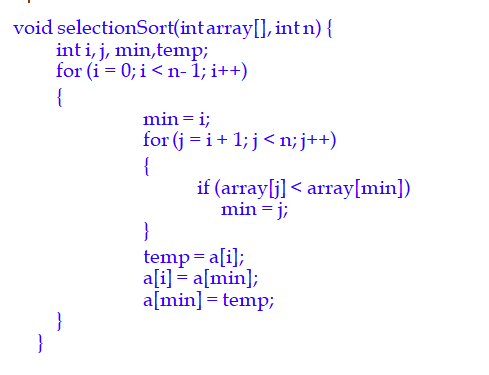 void selectionSort(int array[], int n) {
int i, j, min,temp;
for (i = 0; i < n- 1; i++)
{
min = i;
for (j = i + 1; j < n; j++)
{
if (array[j] < array[min])
min = j;
}
temp = a[i];
a[i] = a[min];
a[min] = temp;
}
}